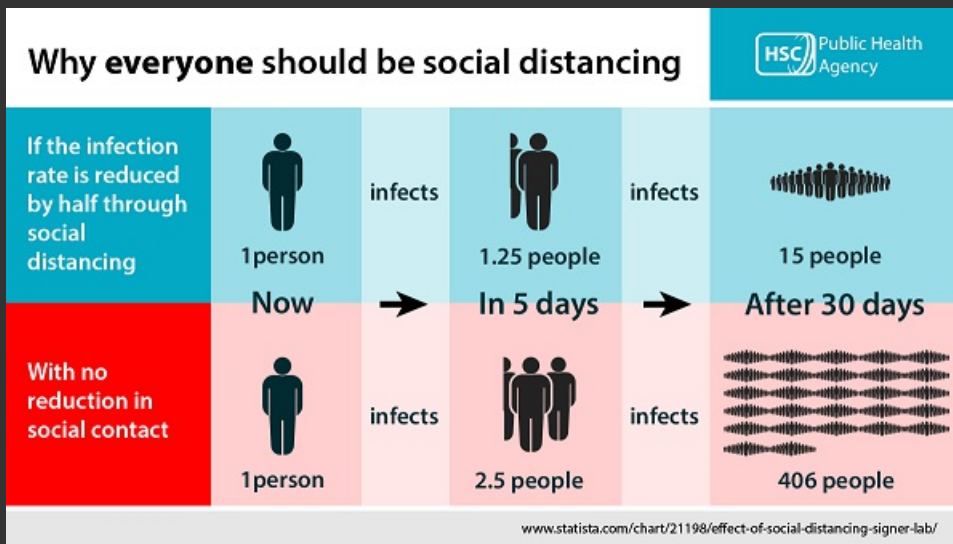 Why everyone should be social distancing
HSC Public Health
Agency
If the infection
rate is reduced
by half through
social
distancing
infects
infects
1person
1.25 people
15 people
Now
In 5 days
After 30 days
With no
reduction in
social contact
infects
infects
1person
2.5 people
406 people
www.statista.com/chart/21198/effect-of-social-distancing-signer-lab/